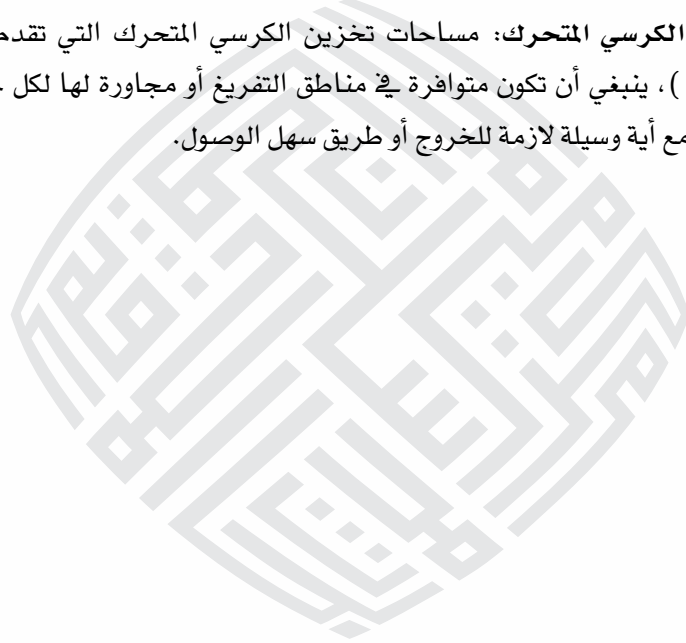 الكرسي المتحرك: مساحات تخزين الكرسي المتحرك التي تقدم
)، ينبغي أن تكون متوافرة في مناطق التفريغ أو مجاورة لها لكل
مع أية وسيلة لازمة للخروج أو طريق سهل الوصول.